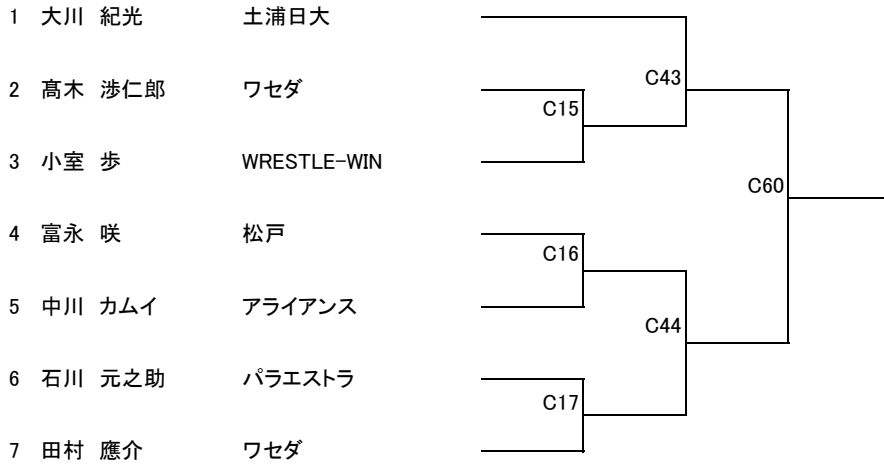 1 大川 紀光 土浦日大
C43
2 髙木 渉仁郎 ワセダ
C15
3 小室 歩 WRESTLE-WIN
C60
4 富永 咲 松戸
C16
5 中川 カムイ アライアンス
C44
6 石川 元之助 パラエストラ
C17
7 田村 應介 ワセダ